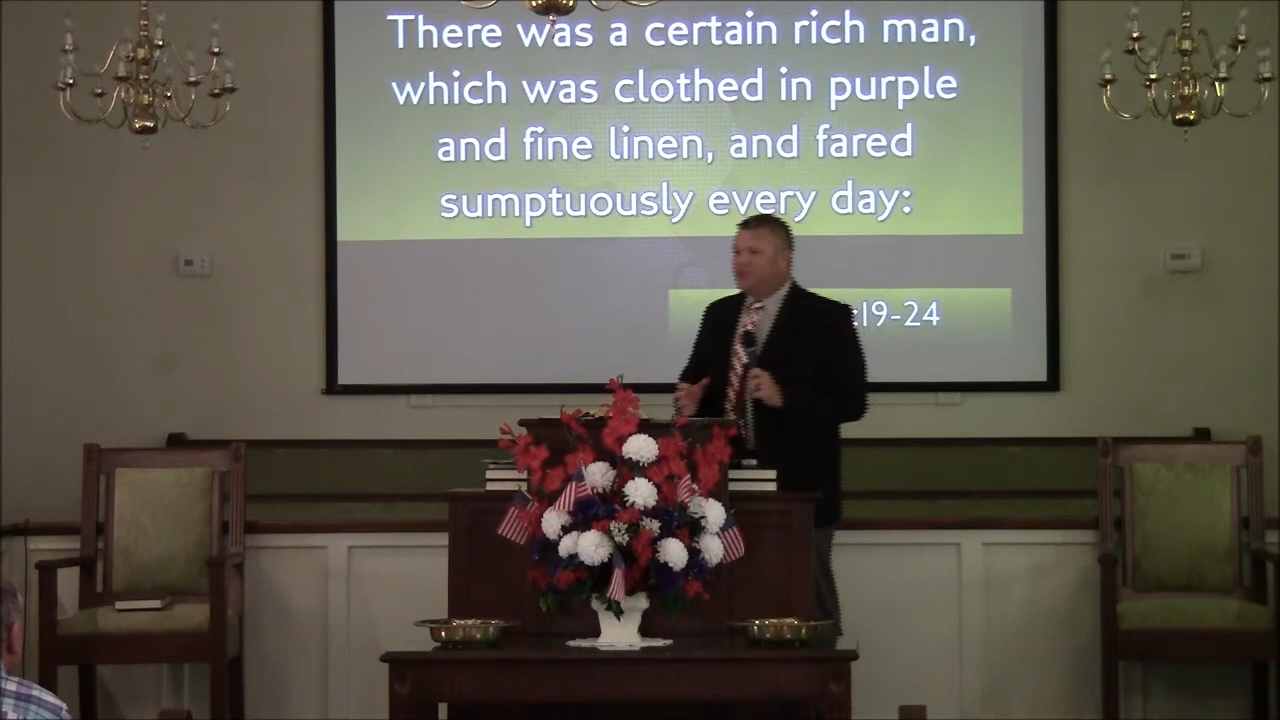 There was a certain rich man,
which was clothed in purple
and fine linen, and fared
sumptuously every day:
:19-24